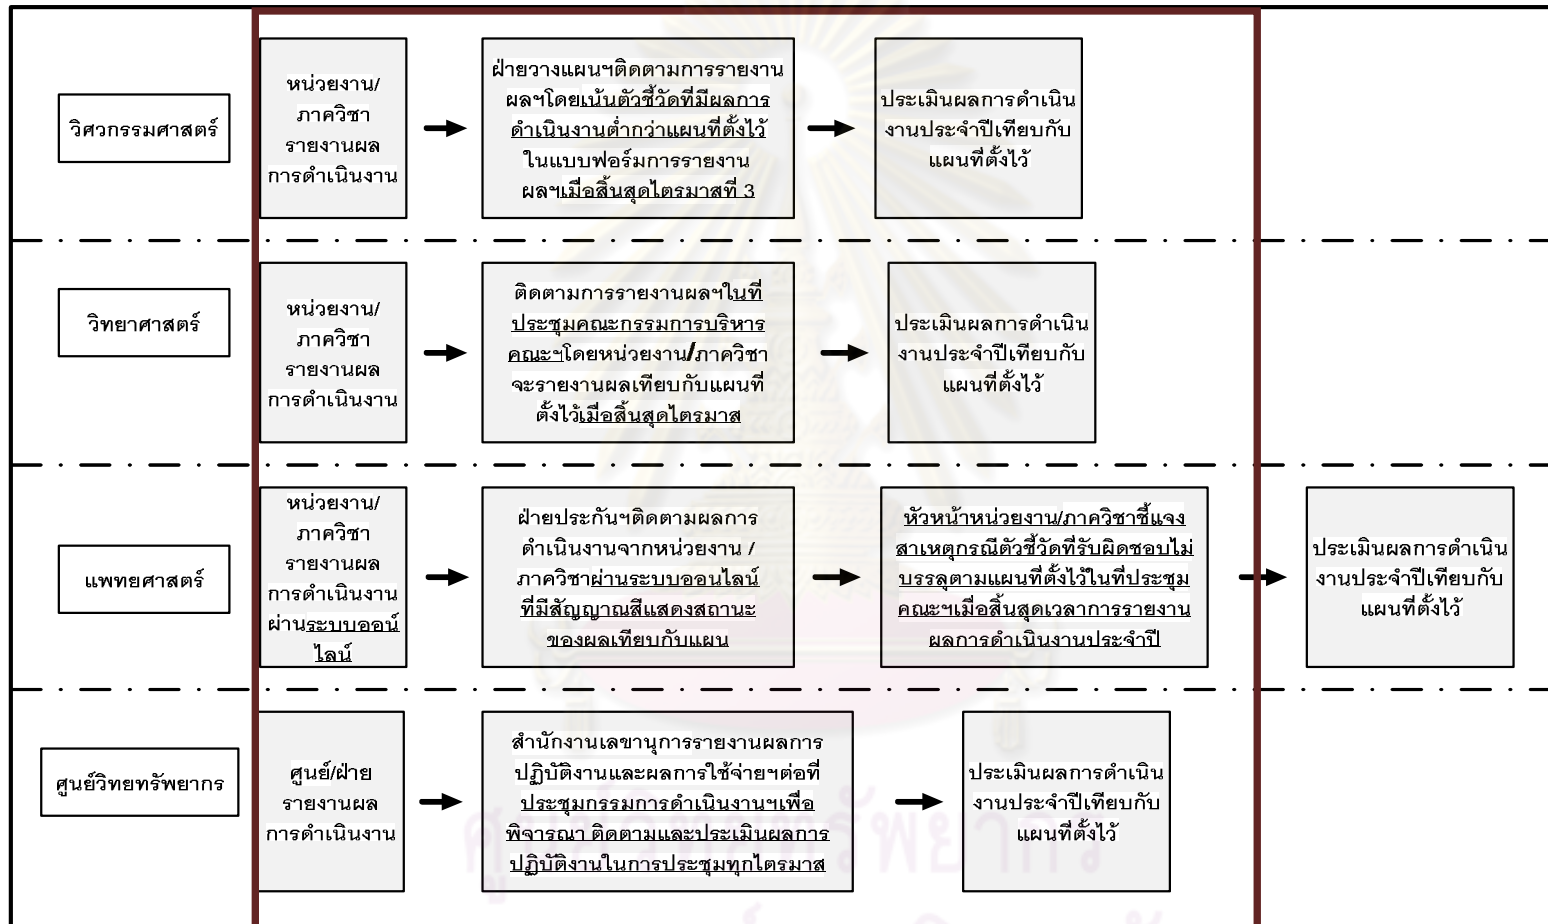 วิศวกรรมศาสตร์
หน่วยงาน/
ภาควิชา
รายงานผล
การดำเนินงาน
ฝ่ายวางแผนฯติดตามการรายงาน
ผลฯโดยเน้นตัวชี้วัดที่มีผลการ
ดำเนินงานต่ำกว่าแผนที่ตั้งไว้
ในแบบฟอร์มการรายงาน
ผลฯเมื่อสิ้นสุดไตรมาสที่ 3
ประเมินผลการดำเนิน
งานประจำปีเทียบกับ
แผนที่ตั้งไว้
วิทยาศาสตร์
หน่วยงาน/
ภาควิชา
รายงานผล
การดำเนินงาน
ติดตามการรายงานผลฯในที่
ประชุมคณะกรรมการบริหาร
คณะฯโดยหน่วยงาน/ภาควิชา
จะรายงานผลเทียบกับแผนที่
ตั้งไว้เมื่อสิ้นสุดไตรมาส
ประเมินผลการดำเนิน
งานประจำปีเทียบกับ
แผนที่ตั้งไว้
แพทยศาสตร์
หน่วยงาน/
ภาควิชา
รายงานผล
การดำเนินงาน
ผ่านระบบออน
ไลน์
ฝ่ายประกันฯติดตามผลการ
ดำเนินงานจากหน่วยงาน /
ภาควิชาผ่านระบบออนไลน์
ที่มีสัญญาณสีแสดงสถานะ
ของผลเทียบกับแผน
หัวหน้าหน่วยงาน/ภาควิชาชี้แจง
สาเหตุกรณีตัวชี้วัดที่รับผิดชอบไม่
บรรลุตามแผนที่ตั้งไว้ในที่ประชุม
คณะฯเมื่อสิ้นสุดเวลาการรายงาน
ผลการดำเนินงานประจำปี
ประเมินผลการดำเนิน
งานประจำปีเทียบกับ
แผนที่ตั้งไว้
ศูนย์วิทยทรัพยากร
ศูนย์/ฝ่าย
รายงานผล
การดำเนินงาน
สำนักงานเลขานุการรายงานผลการ
ปฏิบัติงานและผลการใช้จ่ายฯต่อที่
ประชุมกรรมการดำเนินงานฯเพื่อ
พิจารณา ติดตามและประเมินผลการ
ปฏิบัติงานในการประชุมทุกไตรมาส
ประเมินผลการดำเนิน
งานประจำปีเทียบกับ
แผนที่ตั้งไว้
ศูนย์วิทยทรัพยากร